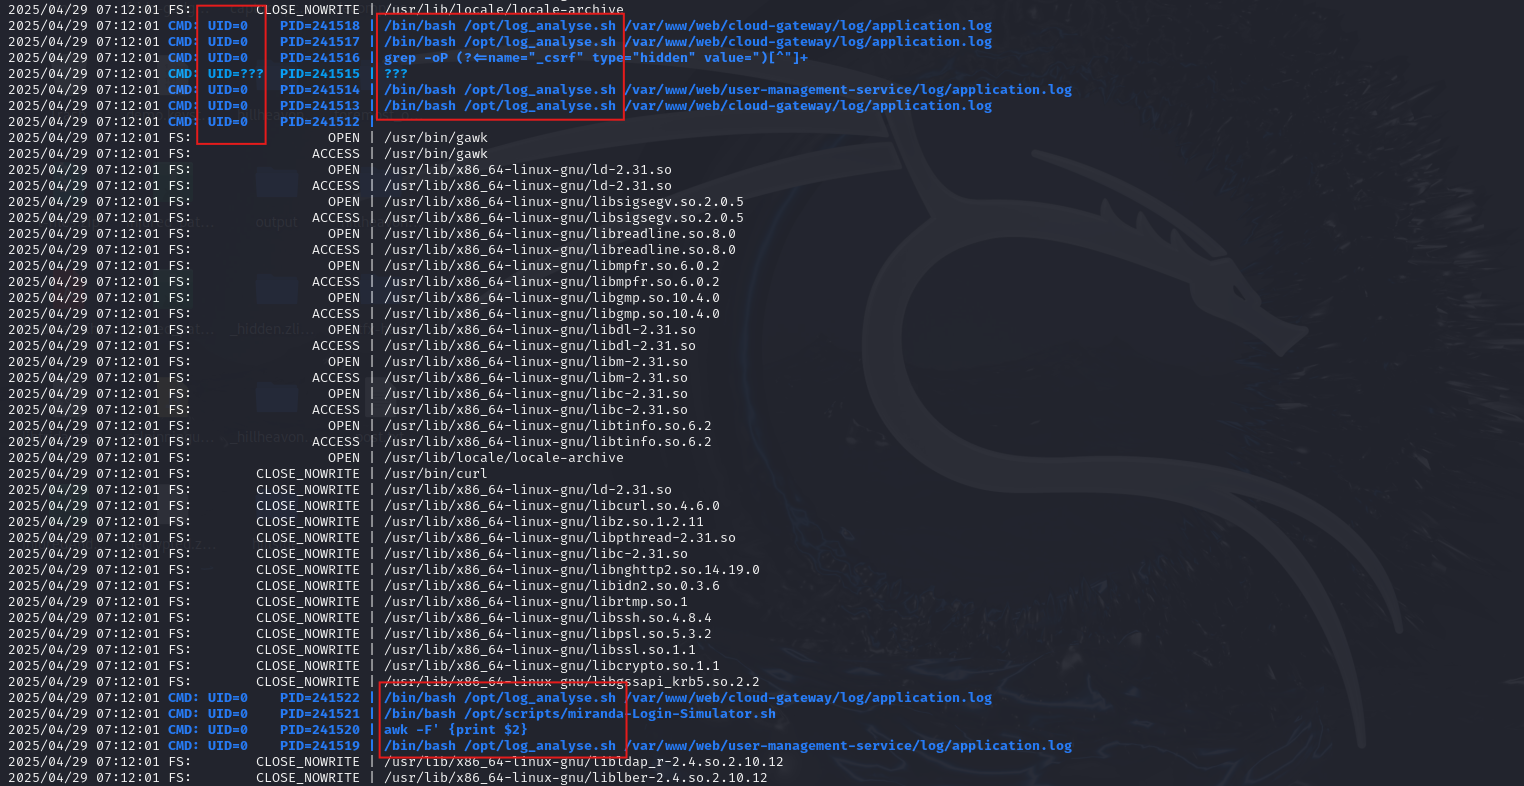 2025/04/29 07:12:01 FS: CLOSE_NOWRITE | /usr/lib/locale/locale-archive
2025/04/29 07:12:01 CMD: UID=0 PID=241518 | /bin/bash /opt/log_analyse.sh /var/www/web/cloud-gateway/log/application.log
2025/04/29 07:12:01 CMD: UID=0 PID=241517 | /bin/bash /opt/log_analyse.sh /var/www/web/cloud-gateway/log/application.log
2025/04/29 07:12:01 CMD: UID=0 PID=241516 | grep -oP (?<=name="_csrf" type="hidden" value=")[^"]+
2025/04/29 07:12:01 CMD: UID=??? PID=241515 | ???
2025/04/29 07:12:01 CMD: UID=0 PID=241514 | /bin/bash /opt/log_analyse.sh /var/www/web/user-management-service/log/application.log
2025/04/29 07:12:01 CMD: UID=0 PID=241513 | /bin/bash /opt/log_analyse.sh /var/www/web/cloud-gateway/log/application.log
2025/04/29 07:12:01 CMD: UID=0 PID=241512 |
2025/04/29 07:12:01 FS: OPEN | /usr/bin/gawk
2025/04/29 07:12:01 FS: ACCESS | /usr/bin/gawk
2025/04/29 07:12:01 FS: OPEN | /usr/lib/x86_64-linux-gnu/ld-2.31.so
2025/04/29 07:12:01 FS: ACCESS | /usr/lib/x86_64-linux-gnu/ld-2.31.so
2025/04/29 07:12:01 FS: OPEN | /usr/lib/x86_64-linux-gnu/libsigsegv.so.2.0.5
2025/04/29 07:12:01 FS: ACCESS | /usr/lib/x86_64-linux-gnu/libsigsegv.so.2.0.5
2025/04/29 07:12:01 FS: OPEN | /usr/lib/x86_64-linux-gnu/libreadline.so.8.0
2025/04/29 07:12:01 FS: ACCESS | /usr/lib/x86_64-linux-gnu/libreadline.so.8.0
2025/04/29 07:12:01 FS: OPEN | /usr/lib/x86_64-linux-gnu/libmpfr.so.6.0.2
2025/04/29 07:12:01 FS: ACCESS | /usr/lib/x86_64-linux-gnu/libmpfr.so.6.0.2
2025/04/29 07:12:01 FS: OPEN | /usr/lib/x86_64-linux-gnu/libgmp.so.10.4.0
2025/04/29 07:12:01 FS: ACCESS | /usr/lib/x86_64-linux-gnu/libgmp.so.10.4.0
2025/04/29 07:12:01 FS: OPEN | /usr/lib/x86_64-linux-gnu/libdl-2.31.so
2025/04/29 07:12:01 FS: ACCESS | /usr/lib/x86_64-linux-gnu/libdl-2.31.so
2025/04/29 07:12:01 FS: OPEN | /usr/lib/x86_64-linux-gnu/libm-2.31.so
2025/04/29 07:12:01 FS: ACCESS | /usr/lib/x86_64-linux-gnu/libm-2.31.so
2025/04/29 07:12:01 FS: OPEN | /usr/lib/x86_64-linux-gnu/libc-2.31.so
2025/04/29 07:12:01 FS: ACCESS | /usr/lib/x86_64-linux-gnu/libc-2.31.so
2025/04/29 07:12:01 FS: OPEN | /usr/lib/x86_64-linux-gnu/libtinfo.so.6.2
2025/04/29 07:12:01 FS: ACCESS | /usr/lib/x86_64-linux-gnu/libtinfo.so.6.2
2025/04/29 07:12:01 FS: OPEN | /usr/lib/locale/locale-archive
2025/04/29 07:12:01 FS: CLOSE_NOWRITE | /usr/bin/curl
2025/04/29 07:12:01 FS: CLOSE_NOWRITE | /usr/lib/x86_64-linux-gnu/ld-2.31.so
2025/04/29 07:12:01 FS: CLOSE_NOWRITE | /usr/lib/x86_64-linux-gnu/libcurl.so.4.6.0
2025/04/29 07:12:01 FS: CLOSE_NOWRITE | /usr/lib/x86_64-linux-gnu/libz.so.1.2.11
2025/04/29 07:12:01 FS: CLOSE_NOWRITE | /usr/lib/x86_64-linux-gnu/libpthread-2.31.so
2025/04/29 07:12:01 FS: CLOSE_NOWRITE | /usr/lib/x86_64-linux-gnu/libc-2.31.so
2025/04/29 07:12:01 FS: CLOSE_NOWRITE | /usr/lib/x86_64-linux-gnu/libnghttp2.so.14.19.0
2025/04/29 07:12:01 FS: CLOSE_NOWRITE | /usr/lib/x86_64-linux-gnu/libidn2.so.0.3.6
2025/04/29 07:12:01 FS: CLOSE_NOWRITE | /usr/lib/x86_64-linux-gnu/librtmp.so.1
2025/04/29 07:12:01 FS: CLOSE_NOWRITE | /usr/lib/x86_64-linux-gnu/libssh.so.4.8.4
2025/04/29 07:12:01 FS: CLOSE_NOWRITE | /usr/lib/x86_64-linux-gnu/libpsl.so.5.3.2
2025/04/29 07:12:01 FS: CLOSE_NOWRITE | /usr/lib/x86_64-linux-gnu/libssl.so.1.1
2025/04/29 07:12:01 FS: CLOSE_NOWRITE | /usr/lib/x86_64-linux-gnu/libcrypto.so.1.1
2025/04/29 07:12:01 FS: CLOSE_NOWRITE | /usr/lib/x86_64-linux-gnu/libgssapi_krb5.so.2.2
2025/04/29 07:12:01 CMD: UID=0 PID=241522 | /bin/bash /opt/log_analyse.sh /var/www/web/cloud-gateway/log/application.log
2025/04/29 07:12:01 CMD: UID=0 PID=241521 | /bin/bash /opt/scripts/miranda-Login-Simulator.sh
2025/04/29 07:12:01 CMD: UID=0 PID=241520 | awk -F' {print $2}
2025/04/29 07:12:01 CMD: UID=0 PID=241519 | /bin/bash /opt/log_analyse.sh /var/www/web/user-management-service/log/application.log
2025/04/29 07:12:01 FS: CLOSE_NOWRITE | /usr/lib/x86_64-linux-gnu/libldap_r-2.4.so.2.10.12
2025/04/29 07:12:01 FS: CLOSE_NOWRITE | /usr/lib/x86_64-linux-gnu/liblber-2.4.so.2.10.12